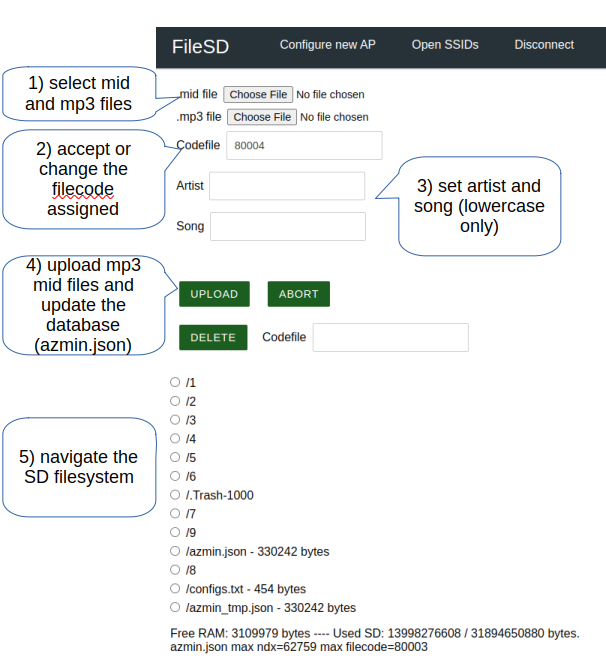 FileSD
Configure new AP
Open SSIDs
Disconnect
1) select mid
and mp3 files
.mid file Choose File No file chosen
.mp3 file Choose File No file chosen
2) accept or
change the
filecode
assigned
Codefile 80004
Artist
Song
3) set artist and
song (lowercase
only)
4) upload mp3
mid files and
update the
database
(azmin.json)
UPLOAD ABORT
DELETE Codefile
5) navigate the
SD filesystem
/1
/2
/3
/4
/5
/6
/.Trash-1000
/7
/9
/azmin.json - 330242 bytes
/8
/configs.txt - 454 bytes
/azmin_tmp.json - 330242 bytes
Free RAM: 3109979 bytes ---- Used SD: 13998276608 / 31894650880 bytes.
azmin.json max ndx=62759 max filecode=80003